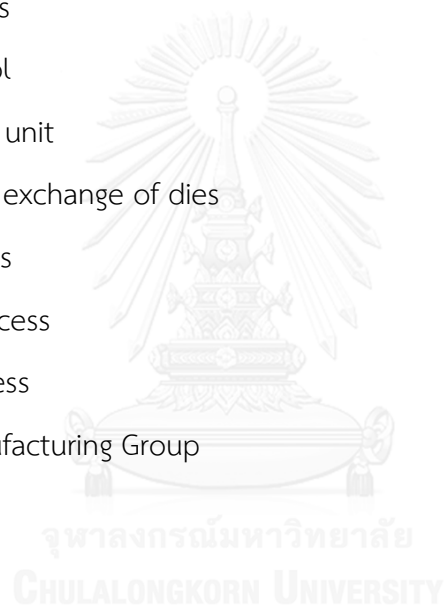 s
ol
unit
exchange of dies
s
cess
ess
ufacturing Group
จุฬาลงกรณ์มหาวิทยาลัย
CHULALONGKORN UNIVERSITY